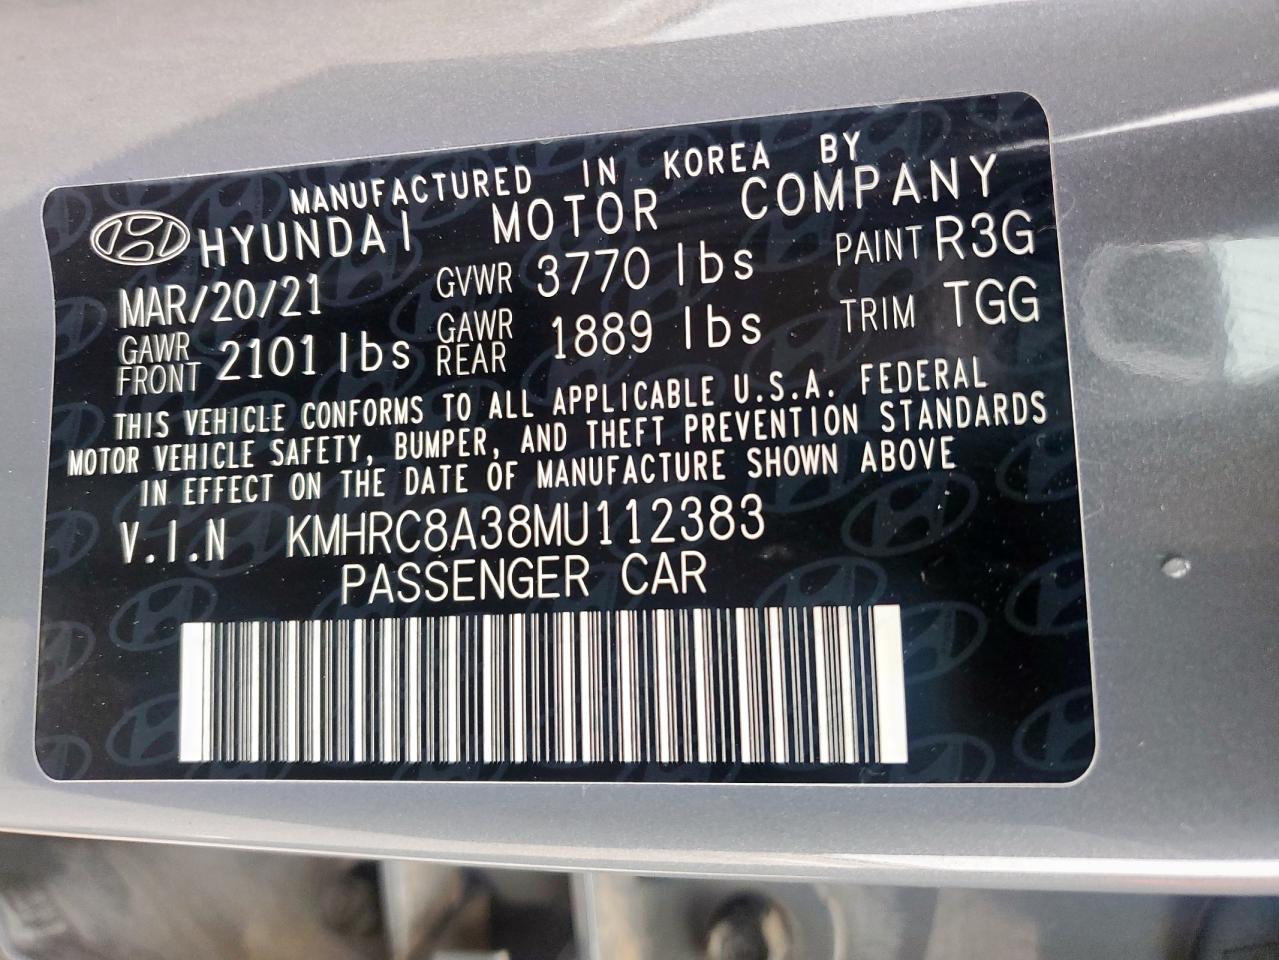 MANUFACTURED IN KOREA BY
HYUNDAI MOTOR COMPANY
MAR/20/21 GVWR 3770 lbs PAINT R3G
GAWR FRONT 2101 lbs GAWR REAR 1889 lbs TRIM TGG
THIS VEHICLE CONFORMS TO ALL APPLICABLE U.S.A. FEDERAL
MOTOR VEHICLE SAFETY, BUMPER, AND THEFT PREVENTION STANDARDS
IN EFFECT ON THE DATE OF MANUFACTURE SHOWN ABOVE
V.I.N KMHRC8A38MU112383
PASSENGER CAR